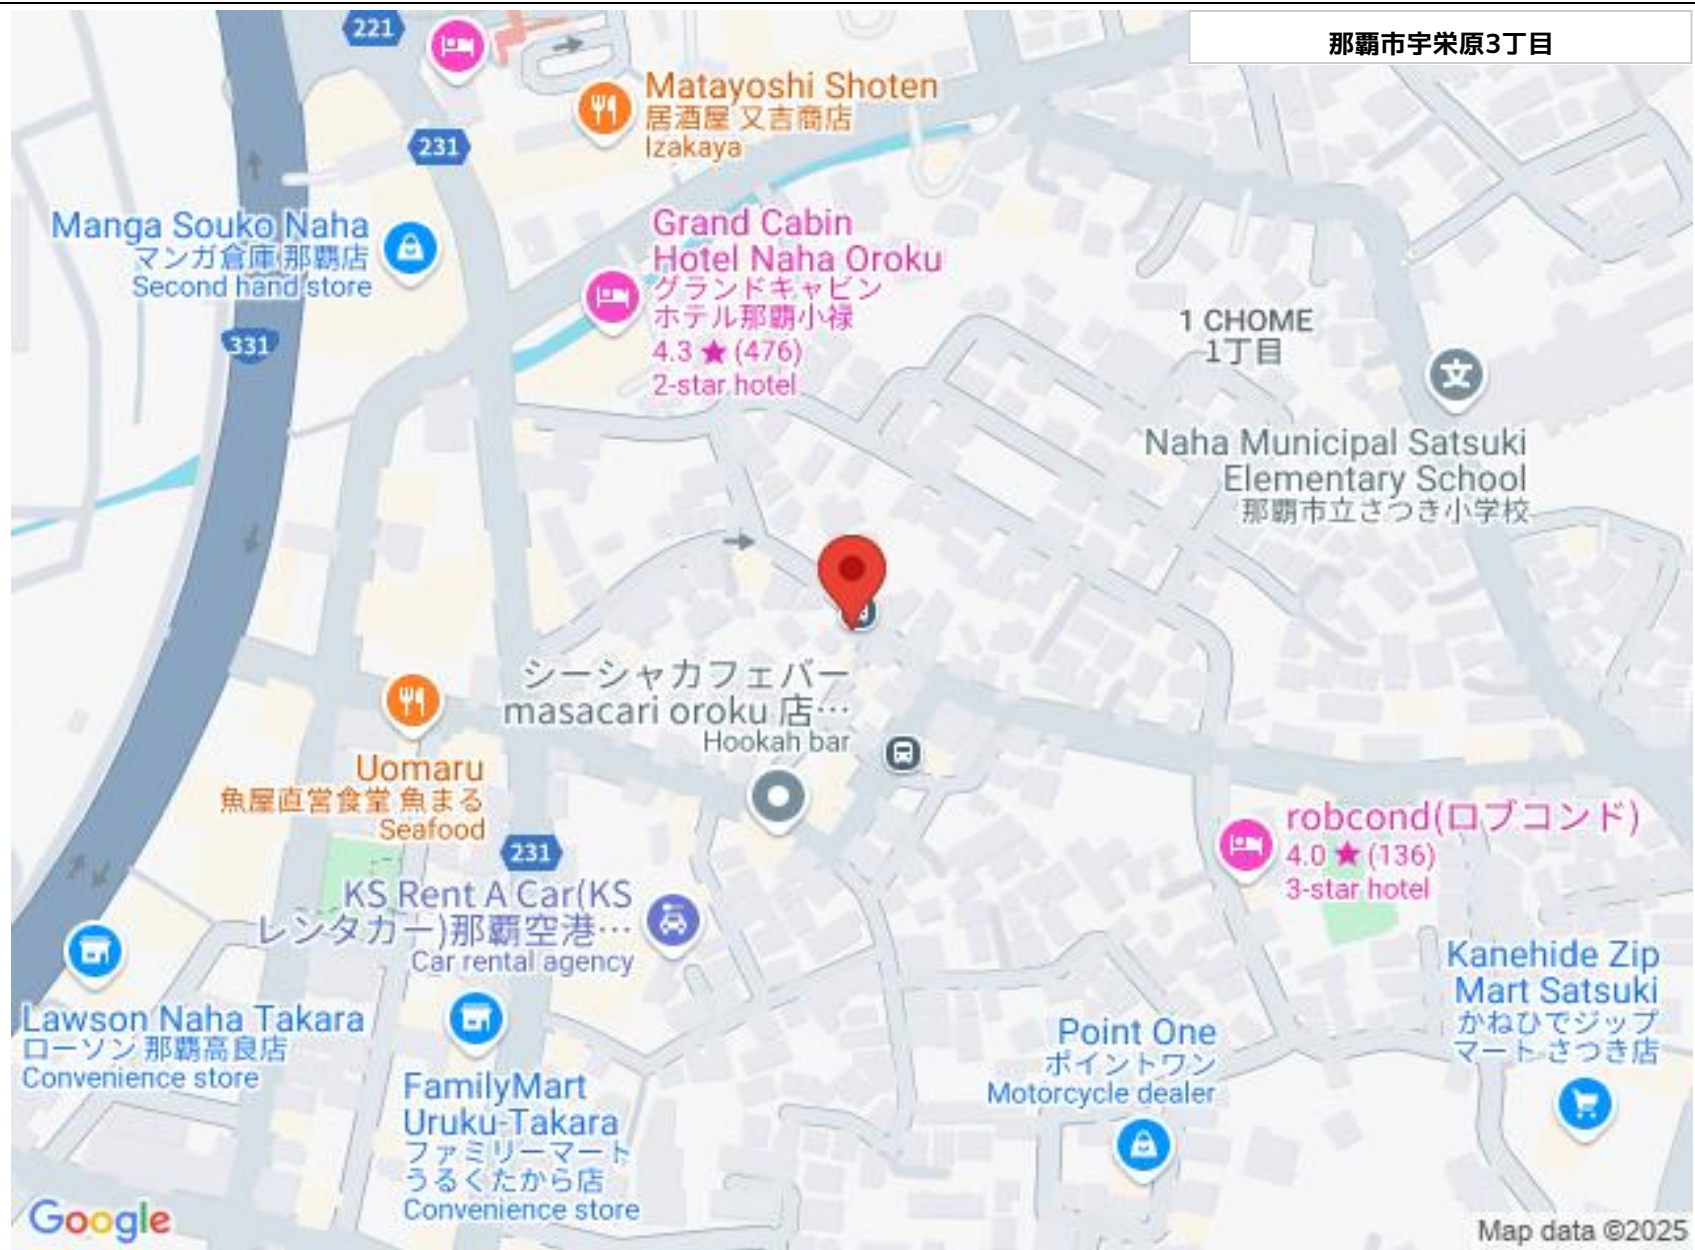 那覇市宇栄原3丁目
221
Matayoshi Shoten
居酒屋 又吉商店
Izakaya
231
Manga Souko Naha
マンガ倉庫 那覇店
Second hand store
Grand Cabin
Hotel Naha Oroku
グランドキャビン
ホテル那覇小禄
4.3 ★ (476)
2-star hotel
331
1 CHOME
1丁目
文
Naha Municipal Satsuki
Elementary School
那覇市立さつき小学校
シーシャカフェバー
masacari oroku 店…
Hookah bar
Uomaru
魚屋直営食堂 魚まる
Seafood
231
robcond(ロブコンド)
4.0 ★ (136)
3-star hotel
KS Rent A Car(KS
レンタカー)那覇空港…
Car rental agency
Lawson Naha Takara
ローソン 那覇高良店
Convenience store
FamilyMart
Uruku-Takara
ファミリーマート
うるくたから店
Convenience store
Point One
ポイントワン
Motorcycle dealer
Kanehide Zip
Mart Satsuki
かねひでジップ
マート さつき店
Google
Map data ©2025